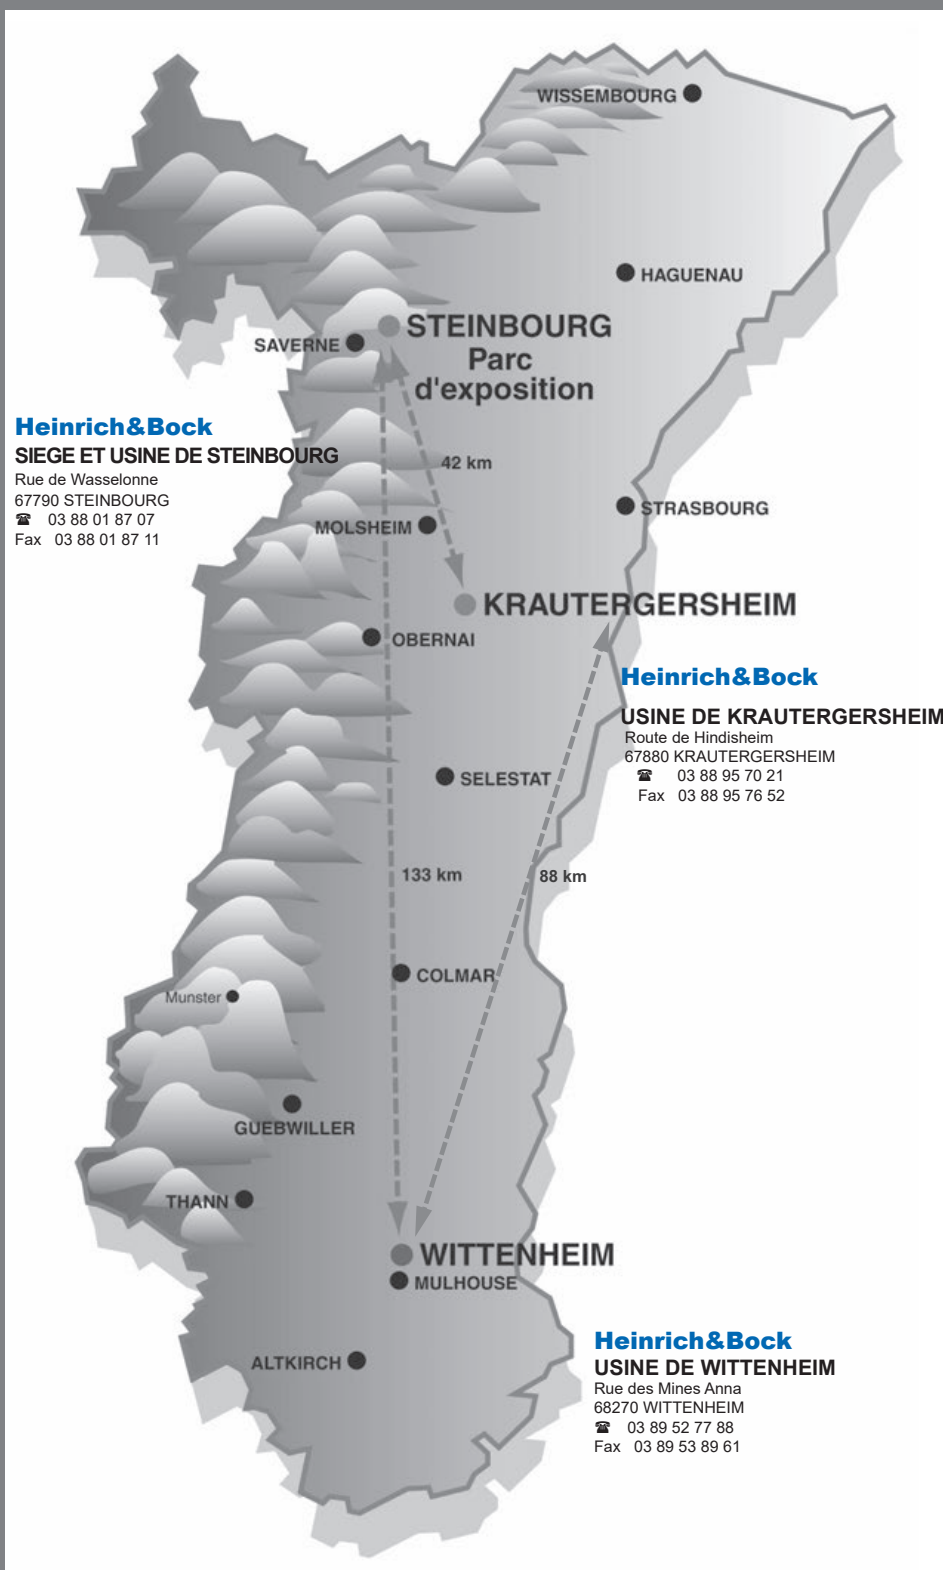 WISSEMBOURG
HAGUENAU
STEINBOURG
Parc
d'exposition
SAVERNE
Heinrich&Bock
SIEGE ET USINE DE STEINBOURG
Rue de Wasselonne
67790 STEINBOURG
☎ 03 88 01 87 07
Fax 03 88 01 87 11
42 km
MOLSHEIM
STRASBOURG
KRAUTERGERSHEIM
OBERNAI
Heinrich&Bock
USINE DE KRAUTERGERSHEIM
Route de Hindisheim
67880 KRAUTERGERSHEIM
☎ 03 88 95 70 21
Fax 03 88 95 76 52
SELESTAT
133 km
88 km
COLMAR
Munster
GUEBWILLER
THANN
WITTENHEIM
MULHOUSE
ALTKIRCH
Heinrich&Bock
USINE DE WITTENHEIM
Rue des Mines Anna
68270 WITTENHEIM
☎ 03 89 52 77 88
Fax 03 89 53 89 61